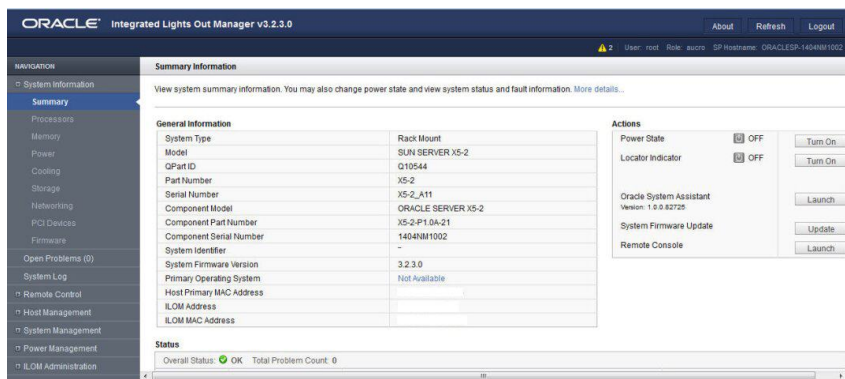 ORACLE® Integrated Lights Out Manager v3.2.3.0
About Refresh Logout
2 User: root Role: aucro SP Hostname: ORACLESP-1404NM1002
NAVIGATION
System Information
Summary
Processors
Memory
Power
Cooling
Storage
Networking
PCI Devices
Firmware
Open Problems (0)
System Log
Remote Control
Host Management
System Management
Power Management
ILOM Administration
Summary Information
View system summary information. You may also change power state and view system status and fault information. More details...
General Information
System Type Rack Mount
Model SUN SERVER X5-2
QPart ID Q10544
Part Number X5-2
Serial Number X5-2_A11
Component Model ORACLE SERVER X5-2
Component Part Number X5-2-P1.0A-21
Component Serial Number 1404NM1002
System Identifier -
System Firmware Version 3.2.3.0
Primary Operating System Not Available
Host Primary MAC Address
ILOM Address
ILOM MAC Address
Actions
Power State OFF Turn On
Locator Indicator OFF Turn On
Oracle System Assistant Launch
Version: 1.0.0.82725
System Firmware Update Update
Remote Console Launch
Status
Overall Status: OK Total Problem Count: 0